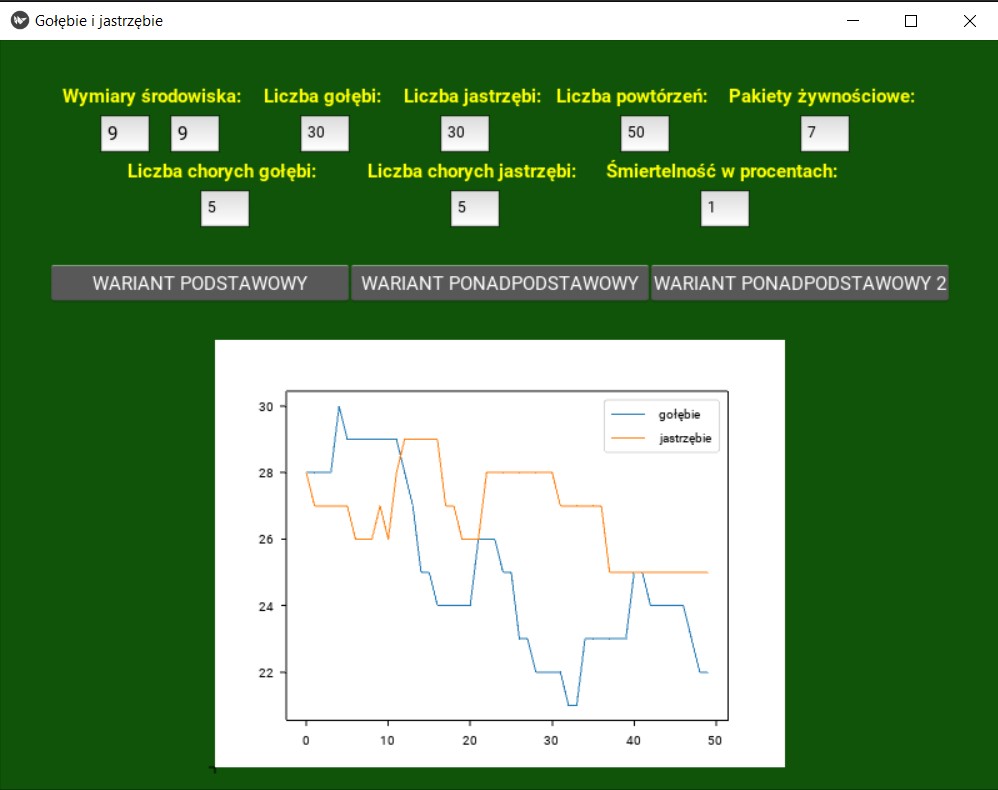 Gołębie i jastrzębie
Wymiary środowiska: Liczba gołębi: Liczba jastrzębi: Liczba powtórzeń: Pakiety żywnościowe:
9 9 30 30 50 7
Liczba chorych gołębi: Liczba chorych jastrzębi: Śmiertelność w procentach:
5 5 1
WARIANT PODSTAWOWY WARIANT PONADPODSTAWOWY WARIANT PONADPODSTAWOWY 2
gołębie
jastrzębie
30
28
26
24
22
0 10 20 30 40 50